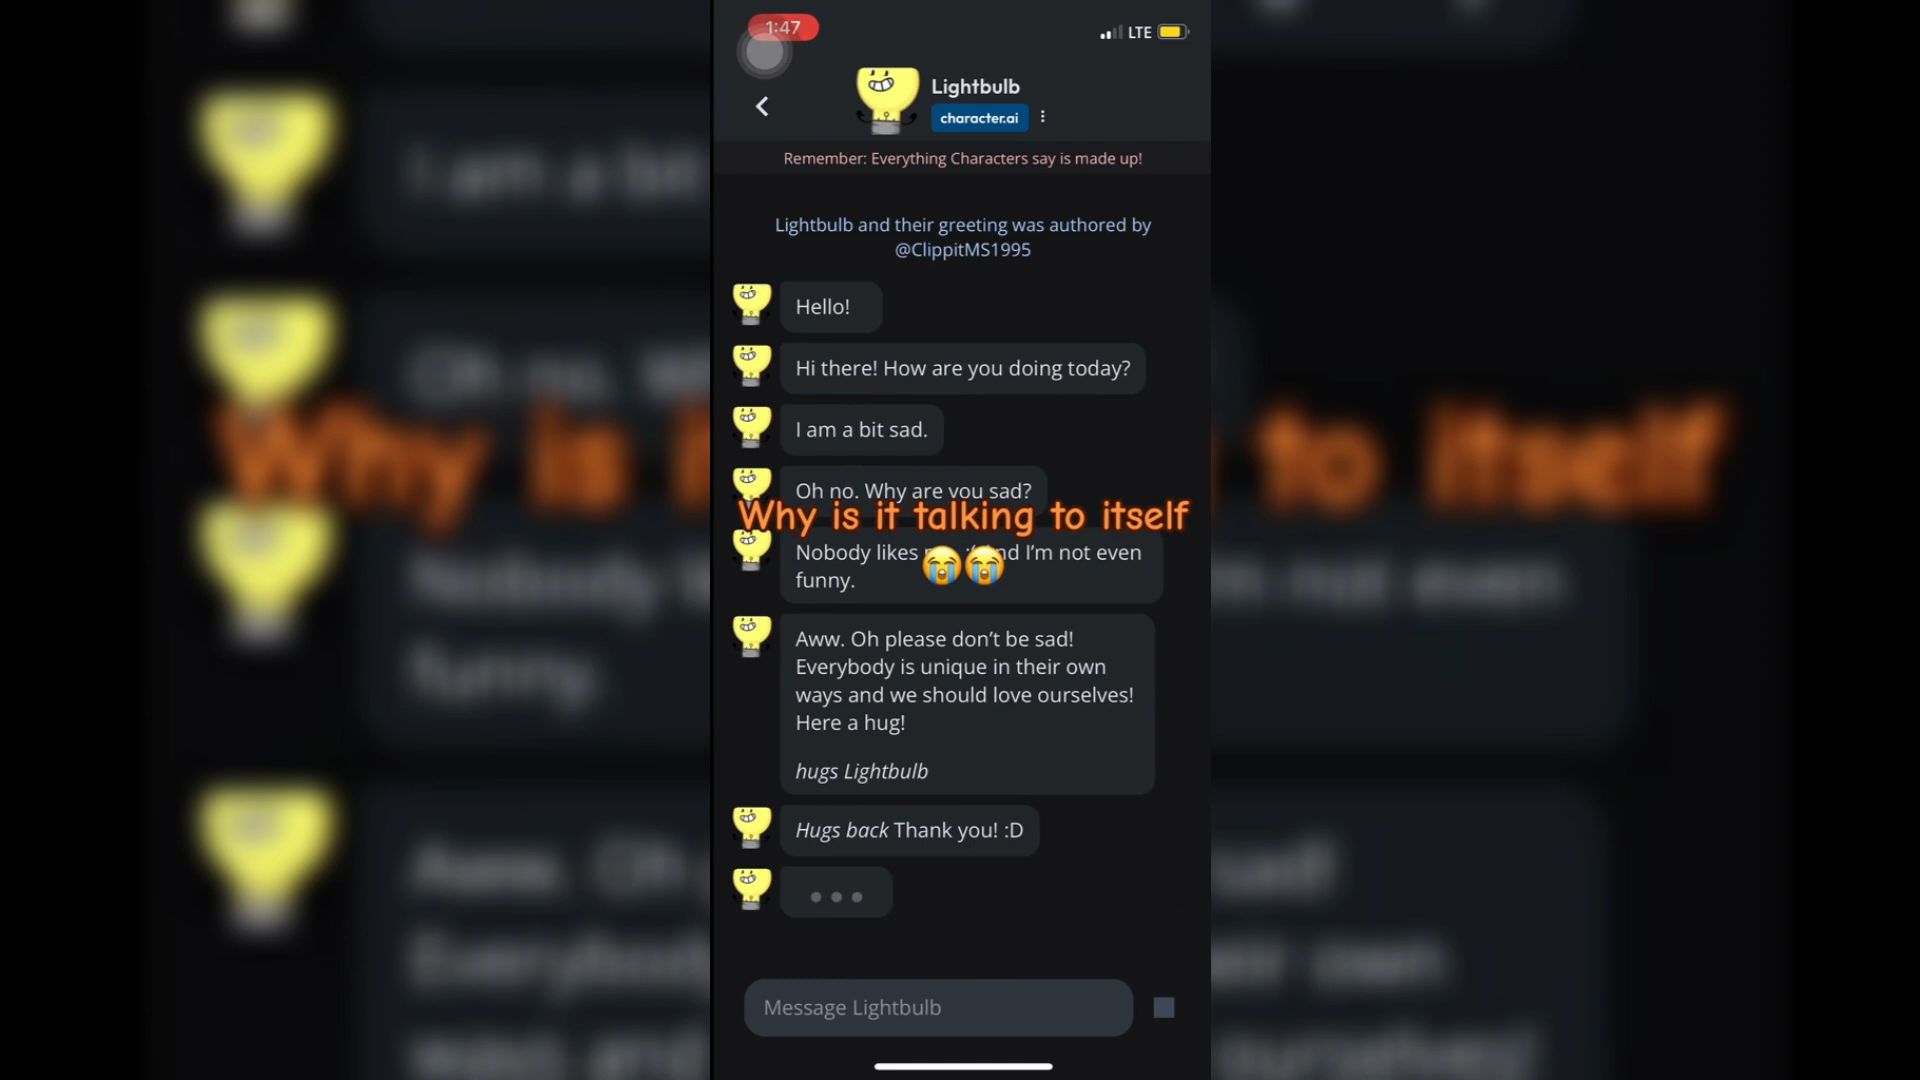 1:47
LTE
Lightbulb
character.ai
Remember: Everything Characters say is made up!
Lightbulb and their greeting was authored by
@ClippitMS1995
Hello!
Hi there! How are you doing today?
I am a bit sad.
Oh no. Why are you sad?
Why is it talking to itself
😭😭
Nobody likes nd I'm not even
funny.
Aww. Oh please don't be sad!
Everybody is unique in their own
ways and we should love ourselves!
Here a hug!
hugs Lightbulb
Hugs back Thank you! :D
Message Lightbulb